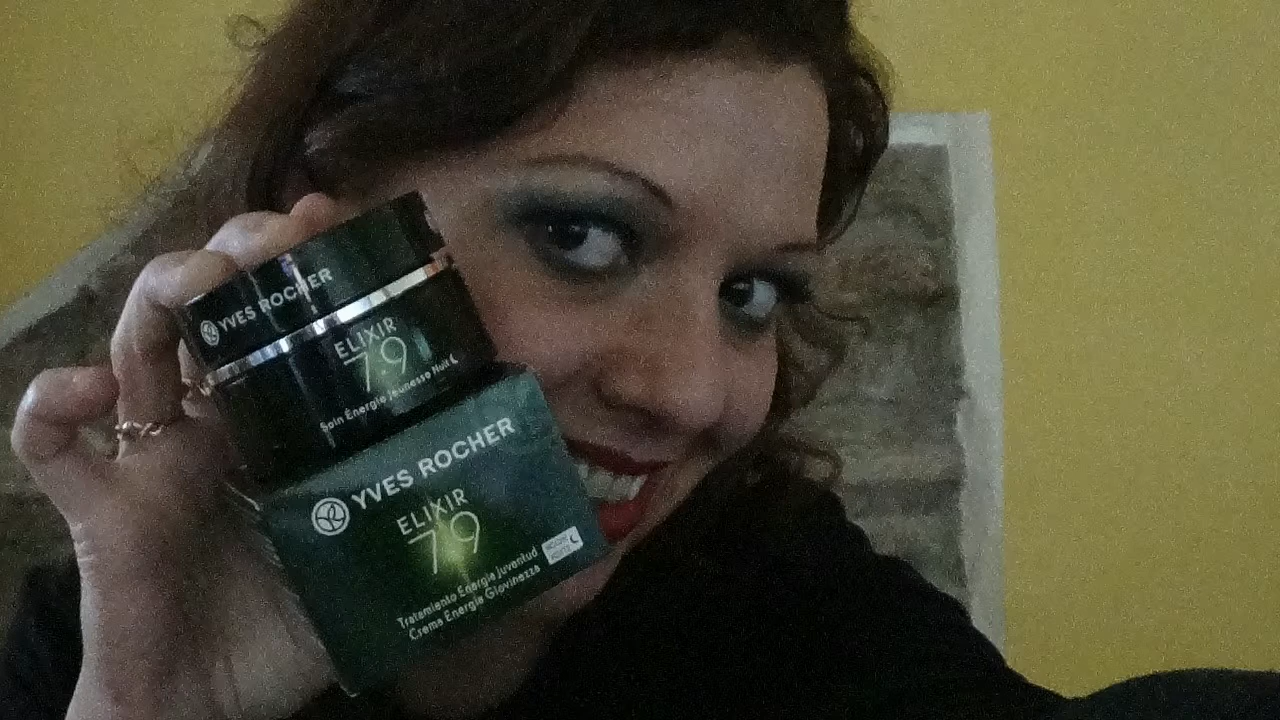 YVES ROCHER
ELIXIR
7.9
Soin Énergie Jeunesse Nuit
YVES ROCHER
ELIXIR
7.9
Tratamiento Energía Juventud
Crema Energia Giovinezza